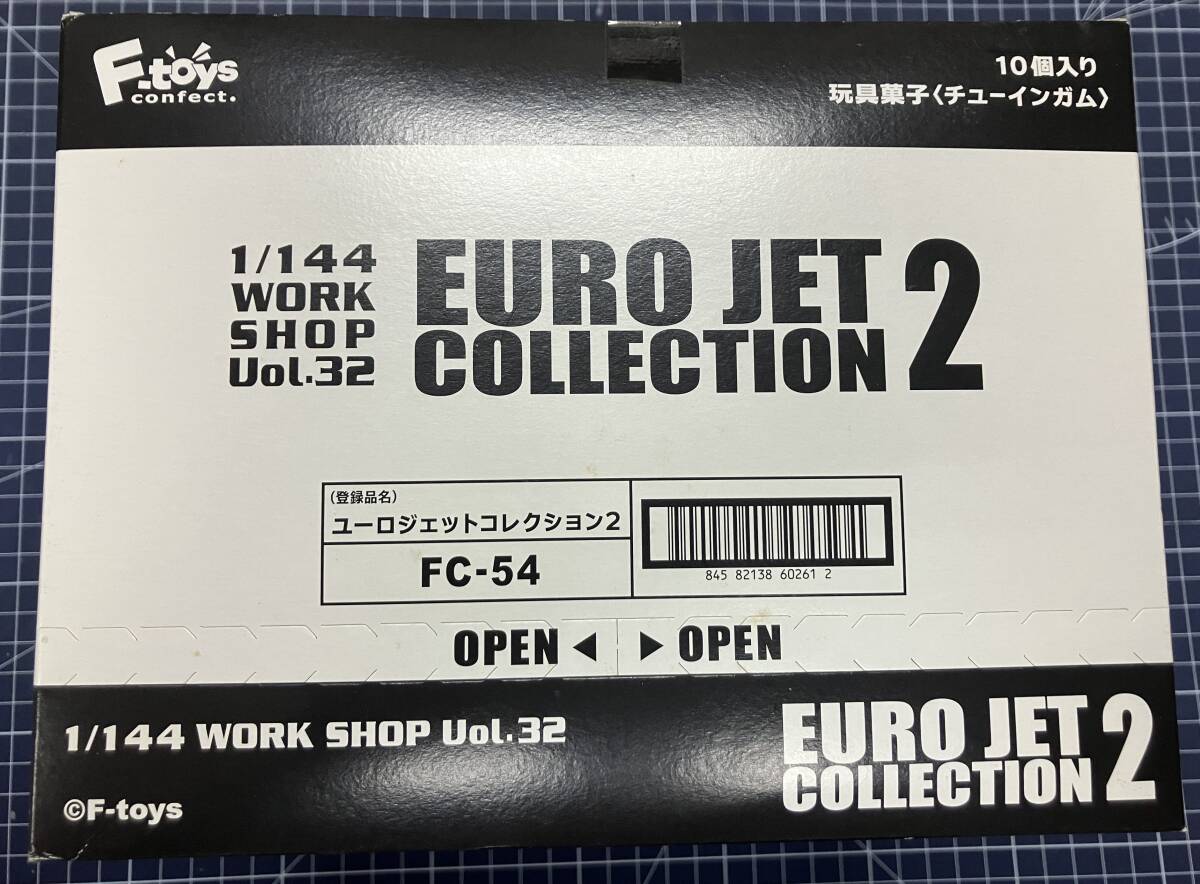 F-toys
confect.
10個入り
玩具菓子〈チューインガム〉
1/144
WORK
SHOP
Vol.32
EURO JET
COLLECTION 2
(登録品名)
ユーロジェットコレクション2
FC-54
845 82138 60261 2
OPEN ◀ ▶ OPEN
1/144 WORK SHOP Vol.32
©F-toys
EURO JET
COLLECTION 2